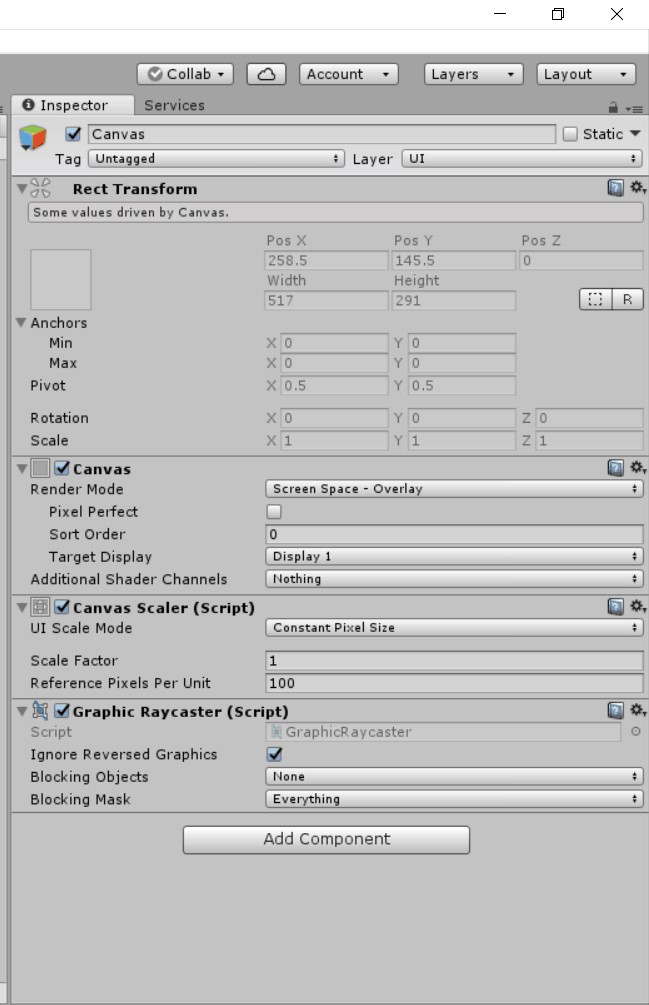 Collab Account Layers Layout
Inspector Services
Canvas Static
Tag Untagged Layer UI
Rect Transform
Some values driven by Canvas.
Pos X Pos Y Pos Z
258.5 145.5 0
Width Height
517 291 R
Anchors
Min X 0 Y 0
Max X 0 Y 0
Pivot X 0.5 Y 0.5
Rotation X 0 Y 0 Z 0
Scale X 1 Y 1 Z 1
Canvas
Render Mode Screen Space - Overlay
Pixel Perfect
Sort Order 0
Target Display Display 1
Additional Shader Channels Nothing
Canvas Scaler (Script)
UI Scale Mode Constant Pixel Size
Scale Factor 1
Reference Pixels Per Unit 100
Graphic Raycaster (Script)
Script GraphicRaycaster
Ignore Reversed Graphics
Blocking Objects None
Blocking Mask Everything
Add Component